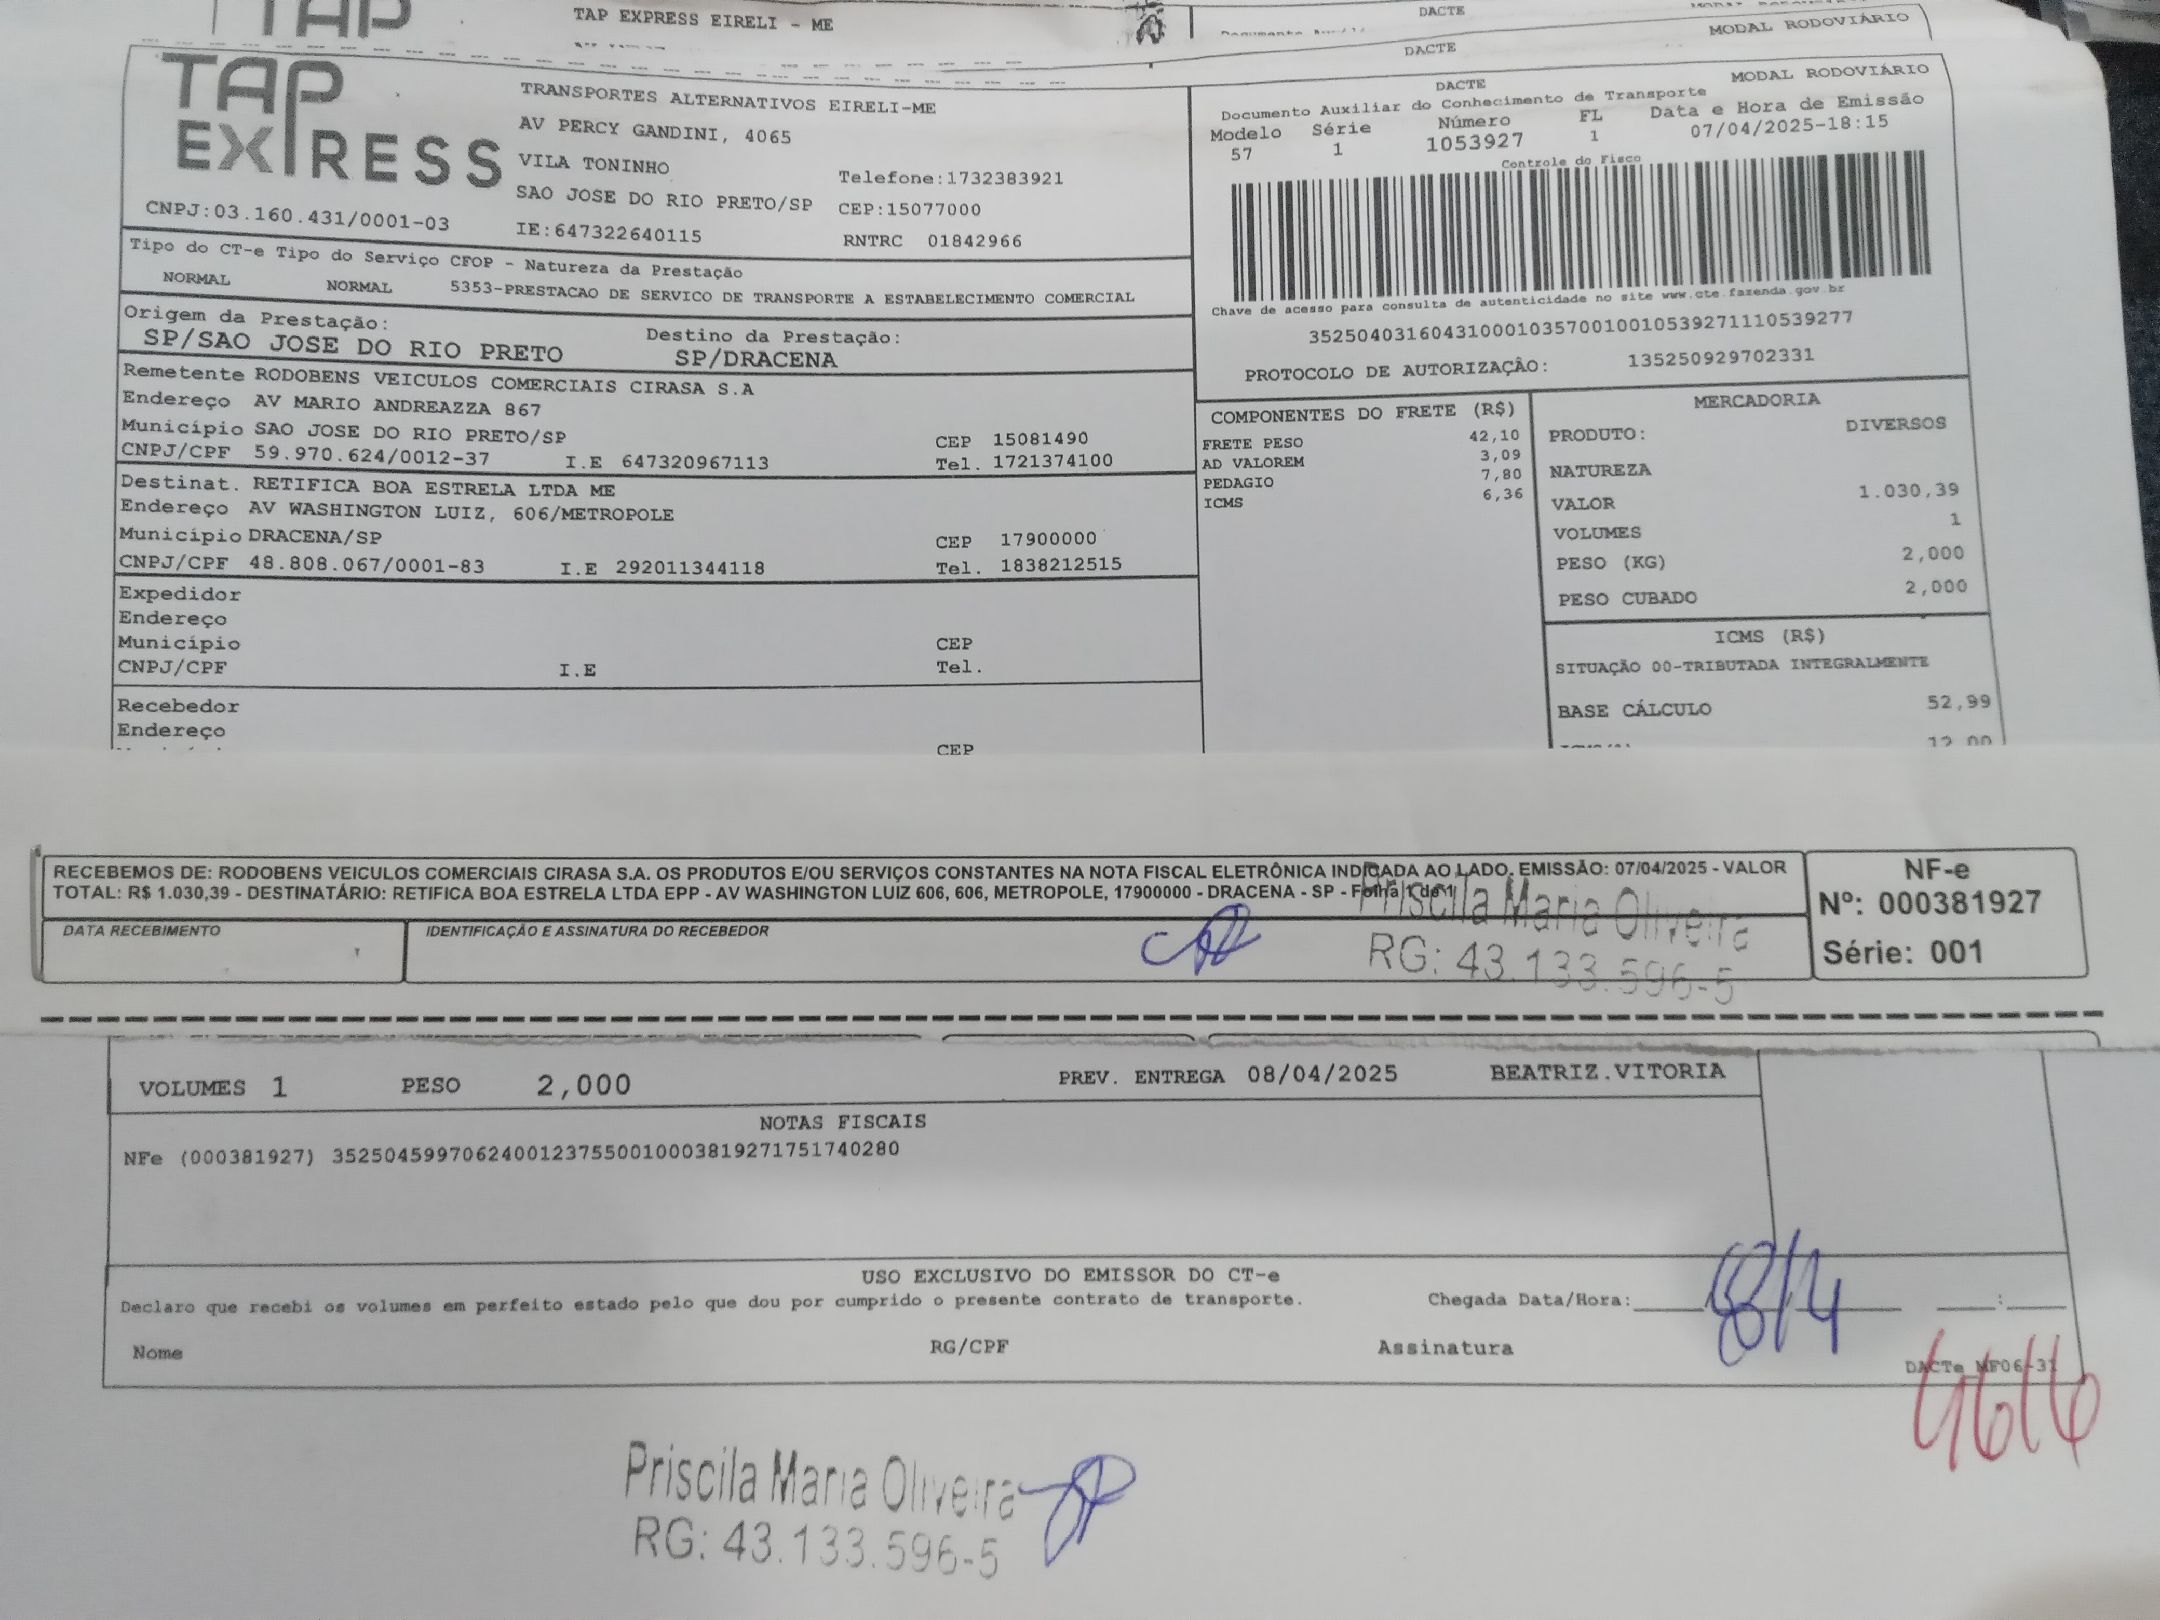 TAP EXPRESS EIRELI - ME
DACTE
DACTE
MODAL RODOVIÁRIO
TAP EXPRESS
TRANSPORTES ALTERNATIVOS EIRELI-ME
AV PERCY GANDINI, 4065
VILA TONINHO
Telefone:1732383921
SAO JOSE DO RIO PRETO/SP CEP:15077000
CNPJ:03.160.431/0001-03 IE:647322640115 RNTRC 01842966
DACTE MODAL RODOVIÁRIO
Documento Auxiliar do Conhecimento de Transporte
Modelo Série Número FL Data e Hora de Emissão
57 1 1053927 1 07/04/2025-18:15
Controle do Fisco
Chave de acesso para consulta de autenticidade no site www.cte.fazenda.gov.br
35250403160431000103570010010539271110539277
PROTOCOLO DE AUTORIZAÇÃO: 135250929702331
Tipo do CT-e Tipo do Serviço CFOP - Natureza da Prestação
NORMAL NORMAL 5353-PRESTACAO DE SERVICO DE TRANSPORTE A ESTABELECIMENTO COMERCIAL
Origem da Prestação: Destino da Prestação:
SP/SAO JOSE DO RIO PRETO SP/DRACENA
Remetente RODOBENS VEICULOS COMERCIAIS CIRASA S.A
Endereço AV MARIO ANDREAZZA 867
Município SAO JOSE DO RIO PRETO/SP CEP 15081490
CNPJ/CPF 59.970.624/0012-37 I.E 647320967113 Tel. 1721374100
Destinat. RETIFICA BOA ESTRELA LTDA ME
Endereço AV WASHINGTON LUIZ, 606/METROPOLE
Município DRACENA/SP CEP 17900000
CNPJ/CPF 48.808.067/0001-83 I.E 292011344118 Tel. 1838212515
Expedidor
Endereço
Município CEP
CNPJ/CPF I.E Tel.
Recebedor
Endereço
CEP
COMPONENTES DO FRETE (R$)
FRETE PESO 42,10
AD VALOREM 3,09
PEDAGIO 7,80
ICMS 6,36
MERCADORIA
PRODUTO: DIVERSOS
NATUREZA
VALOR 1.030,39
VOLUMES 1
PESO (KG) 2,000
PESO CUBADO 2,000
ICMS (R$)
SITUAÇÃO 00-TRIBUTADA INTEGRALMENTE
BASE CÁLCULO 52,99
12,00
RECEBEMOS DE: RODOBENS VEICULOS COMERCIAIS CIRASA S.A. OS PRODUTOS E/OU SERVIÇOS CONSTANTES NA NOTA FISCAL ELETRÔNICA INDICADA AO LADO. EMISSÃO: 07/04/2025 - VALOR
TOTAL: R$ 1.030,39 - DESTINATÁRIO: RETIFICA BOA ESTRELA LTDA EPP - AV WASHINGTON LUIZ 606, 606, METROPOLE, 17900000 - DRACENA - SP - Folha 1 de 1
DATA RECEBIMENTO
IDENTIFICAÇÃO E ASSINATURA DO RECEBEDOR
Priscila Maria Oliveira
RG: 43.133.596-5
NF-e
Nº: 000381927
Série: 001
VOLUMES 1 PESO 2,000 PREV. ENTREGA 08/04/2025 BEATRIZ.VITORIA
NOTAS FISCAIS
NFe (000381927) 35250459970624001237550010003819271751740280
USO EXCLUSIVO DO EMISSOR DO CT-e
Declaro que recebi os volumes em perfeito estado pelo que dou por cumprido o presente contrato de transporte. Chegada Data/Hora: 8/4 :
Nome RG/CPF Assinatura
DACTe MF06-31
Priscila Maria Oliveira
RG: 43.133.596-5